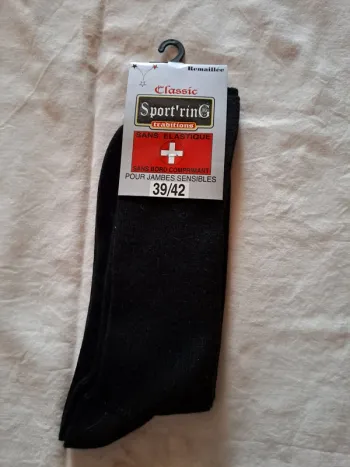 Remaillée
Classic
Sport'rinG
traditions
SANS ELASTIQUE
SANS BORD COMPRIMANT
POUR JAMBES SENSIBLES
39/42